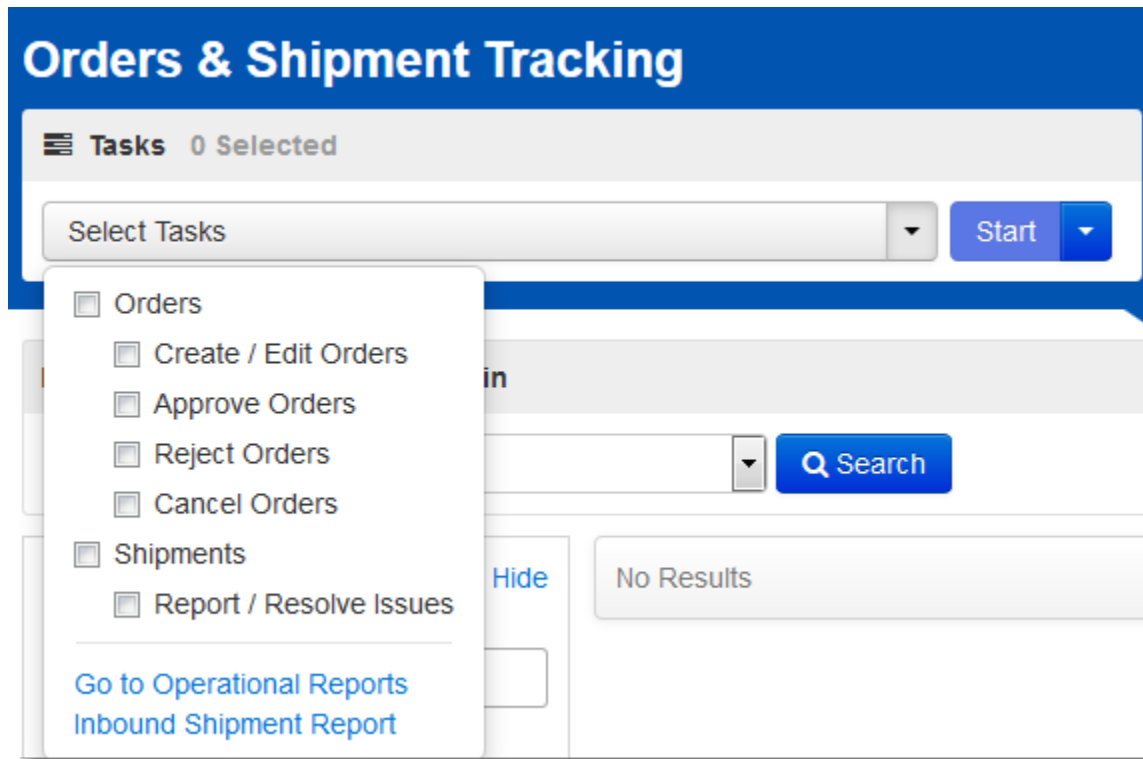 Orders & Shipment Tracking
Tasks 0 Selected
Select Tasks
Start
Orders
Create / Edit Orders
in
Approve Orders
Reject Orders
Search
Cancel Orders
Shipments
Hide
No Results
Report / Resolve Issues
Go to Operational Reports
Inbound Shipment Report